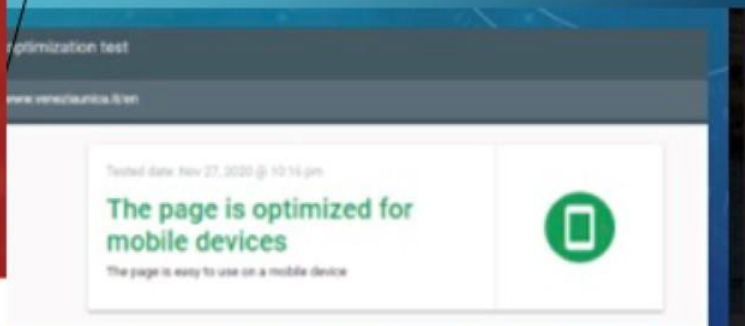 optimization test
www.veneziaunica.it/en
Tested date: Nov 27, 2020 @ 10:16 pm
The page is optimized for
mobile devices
The page is easy to use on a mobile device